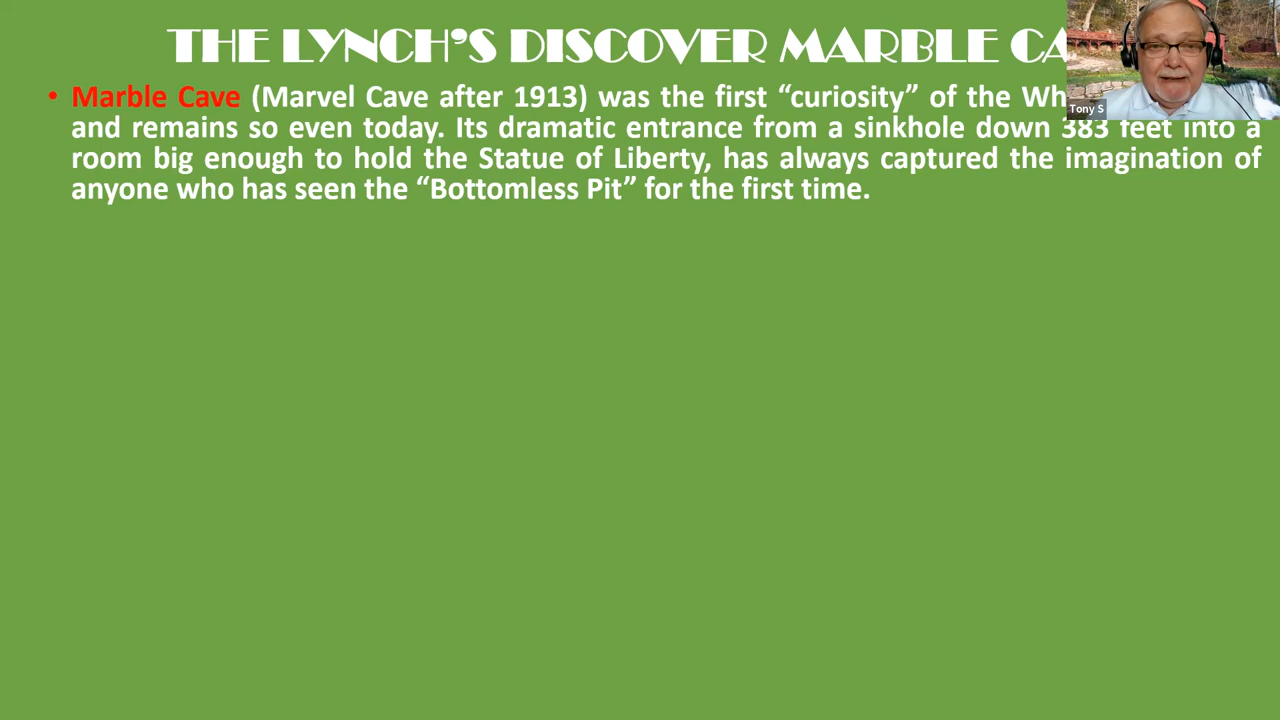 THE LYNCH'S DISCOVER MARBLE
• Marble Cave (Marvel Cave after 1913) was the first “curiosity” of the
and remains so even today. Its dramatic entrance from a sinkhole down 383 feet into a
room big enough to hold the Statue of Liberty, has always captured the imagination of
anyone who has seen the “Bottomless Pit” for the first time.
Tony S